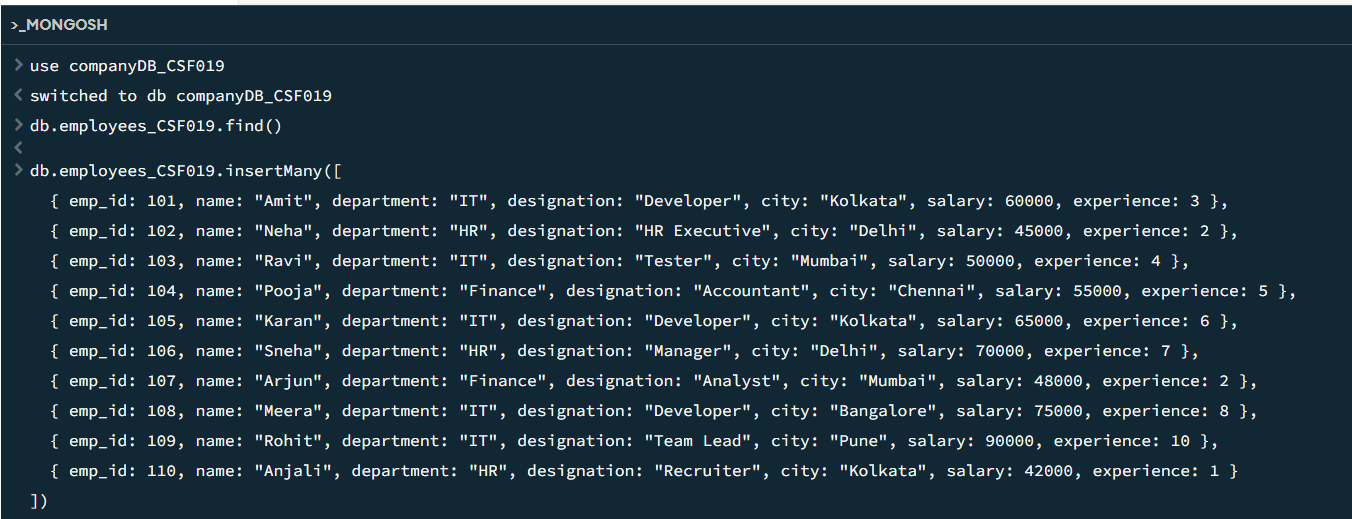 >_MONGOSH
> use companyDB_CSF019
< switched to db companyDB_CSF019
> db.employees_CSF019.find()
<
> db.employees_CSF019.insertMany([
{ emp_id: 101, name: "Amit", department: "IT", designation: "Developer", city: "Kolkata", salary: 60000, experience: 3 },
{ emp_id: 102, name: "Neha", department: "HR", designation: "HR Executive", city: "Delhi", salary: 45000, experience: 2 },
{ emp_id: 103, name: "Ravi", department: "IT", designation: "Tester", city: "Mumbai", salary: 50000, experience: 4 },
{ emp_id: 104, name: "Pooja", department: "Finance", designation: "Accountant", city: "Chennai", salary: 55000, experience: 5 },
{ emp_id: 105, name: "Karan", department: "IT", designation: "Developer", city: "Kolkata", salary: 65000, experience: 6 },
{ emp_id: 106, name: "Sneha", department: "HR", designation: "Manager", city: "Delhi", salary: 70000, experience: 7 },
{ emp_id: 107, name: "Arjun", department: "Finance", designation: "Analyst", city: "Mumbai", salary: 48000, experience: 2 },
{ emp_id: 108, name: "Meera", department: "IT", designation: "Developer", city: "Bangalore", salary: 75000, experience: 8 },
{ emp_id: 109, name: "Rohit", department: "IT", designation: "Team Lead", city: "Pune", salary: 90000, experience: 10 },
{ emp_id: 110, name: "Anjali", department: "HR", designation: "Recruiter", city: "Kolkata", salary: 42000, experience: 1 }
])